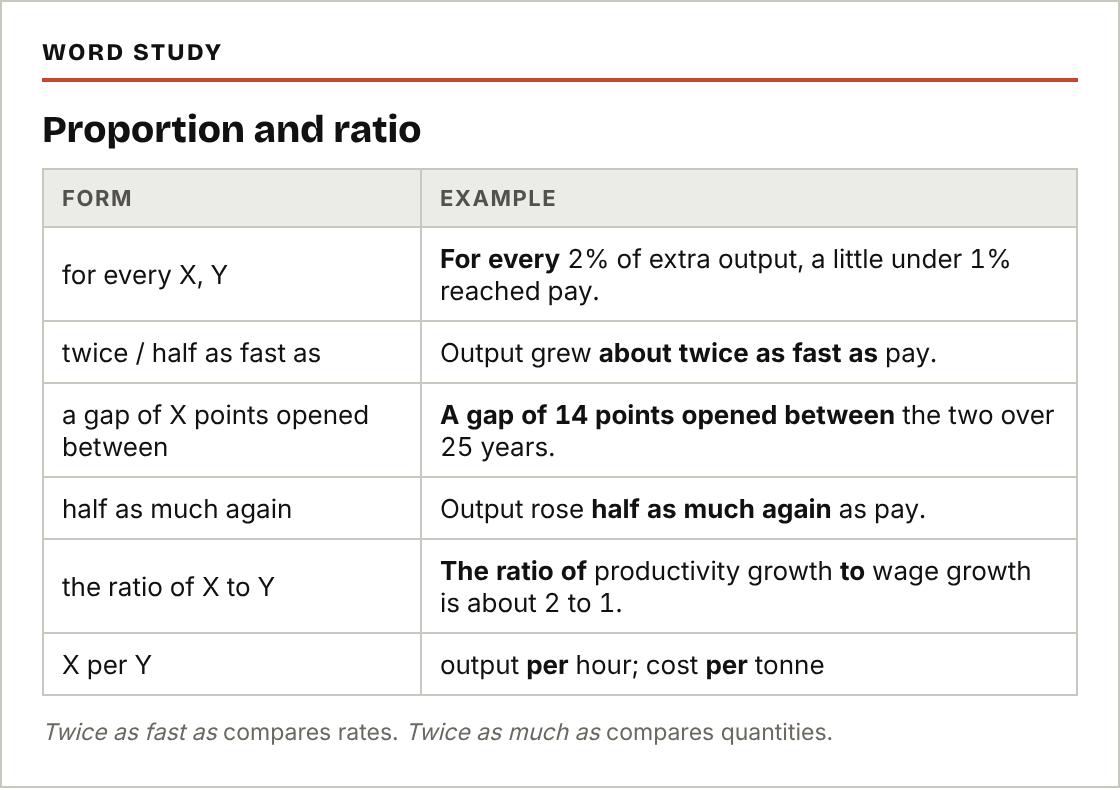 WORD STUDY
Proportion and ratio
FORM
EXAMPLE
for every X, Y
For every 2% of extra output, a little under 1%
reached pay.
twice / half as fast as
Output grew about twice as fast as pay.
a gap of X points opened
between
A gap of 14 points opened between the two over
25 years.
half as much again
Output rose half as much again as pay.
the ratio of X to Y
The ratio of productivity growth to wage growth
is about 2 to 1.
X per Y
output per hour; cost per tonne
Twice as fast as compares rates. Twice as much as compares quantities.